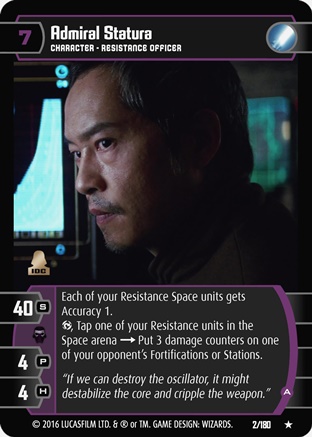 7 Admiral Statura
CHARACTER - RESISTANCE OFFICER
IDC
40 S
4 P
4 H
Each of your Resistance Space units gets
Accuracy 1.
, Tap one of your Resistance units in the
Space arena → Put 3 damage counters on one
of your opponent's Fortifications or Stations.
"If we can destroy the oscillator, it might
destabilize the core and cripple the weapon."
A
© 2016 LUCASFILM LTD. & ® or TM. GAME DESIGN: WIZARDS. 2/180 ★